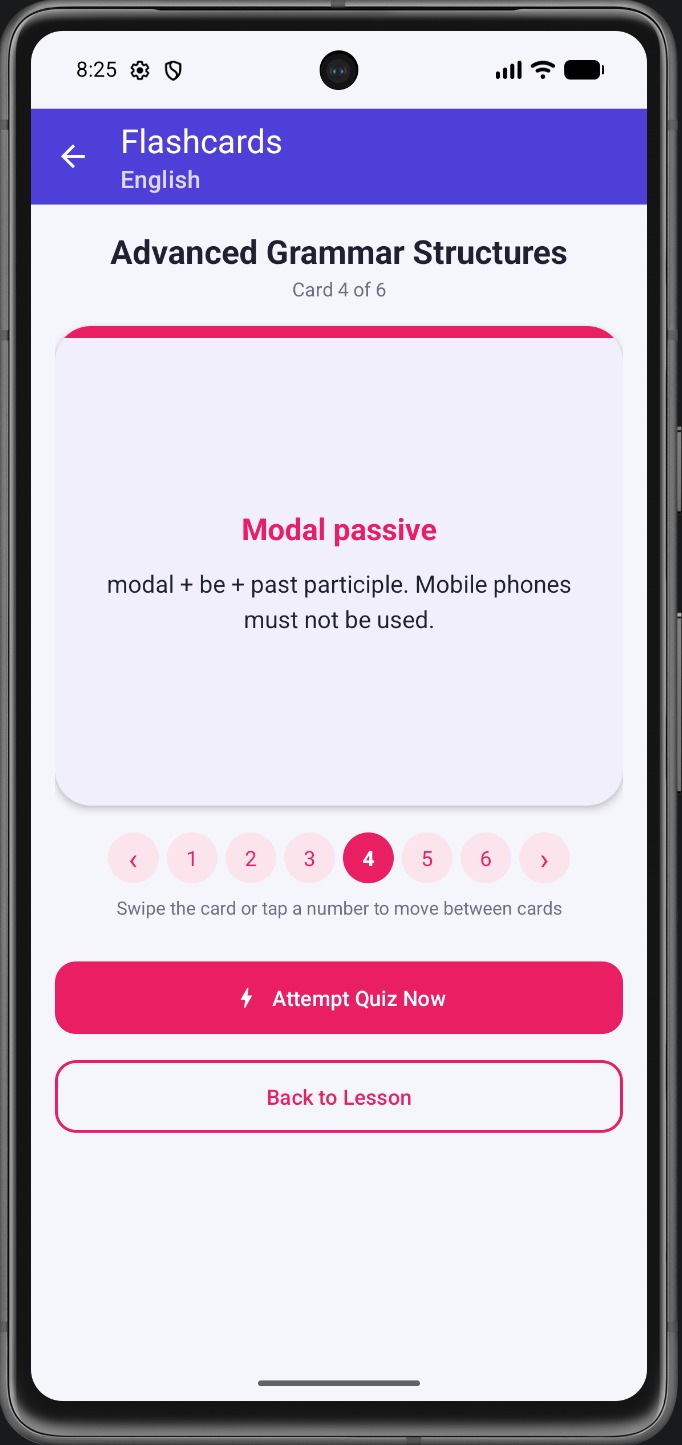 8:25
Flashcards
English
Advanced Grammar Structures
Card 4 of 6
Modal passive
modal + be + past participle. Mobile phones
must not be used.
‹ 1 2 3 4 5 6 ›
Swipe the card or tap a number to move between cards
Attempt Quiz Now
Back to Lesson